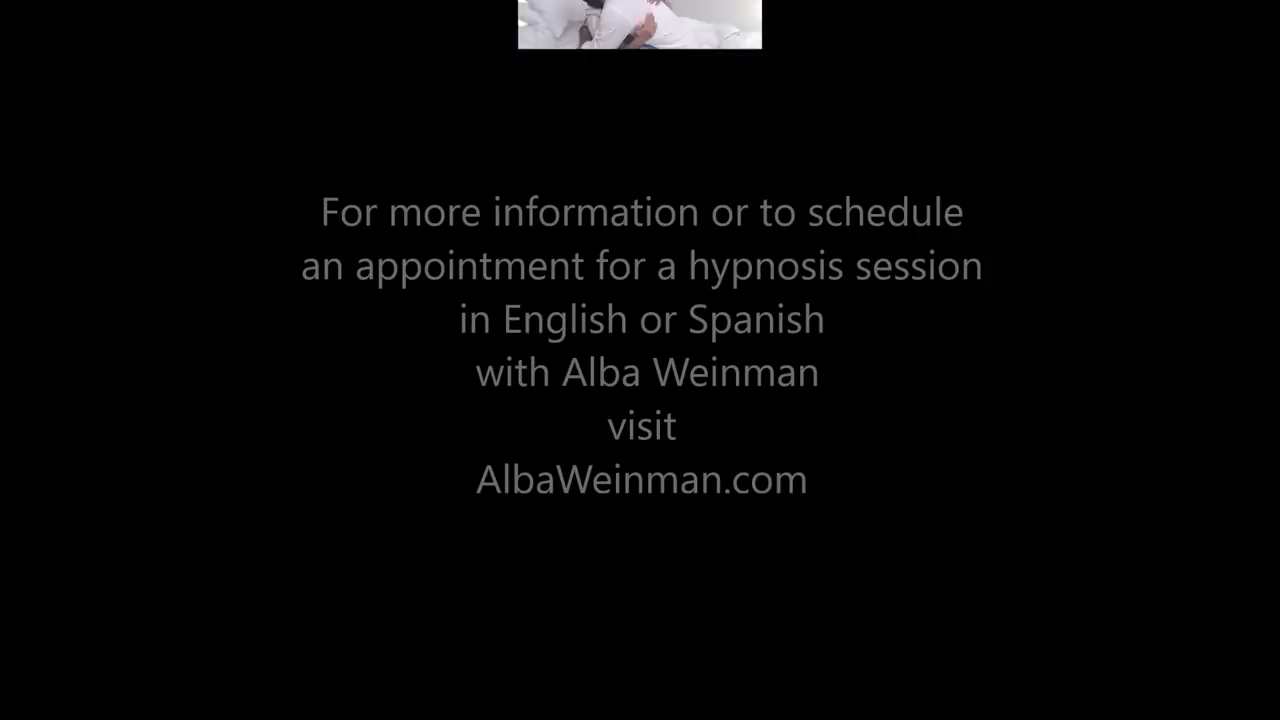 For more information or to schedule
an appointment for a hypnosis session
in English or Spanish
with Alba Weinman
visit
AlbaWeinman.com